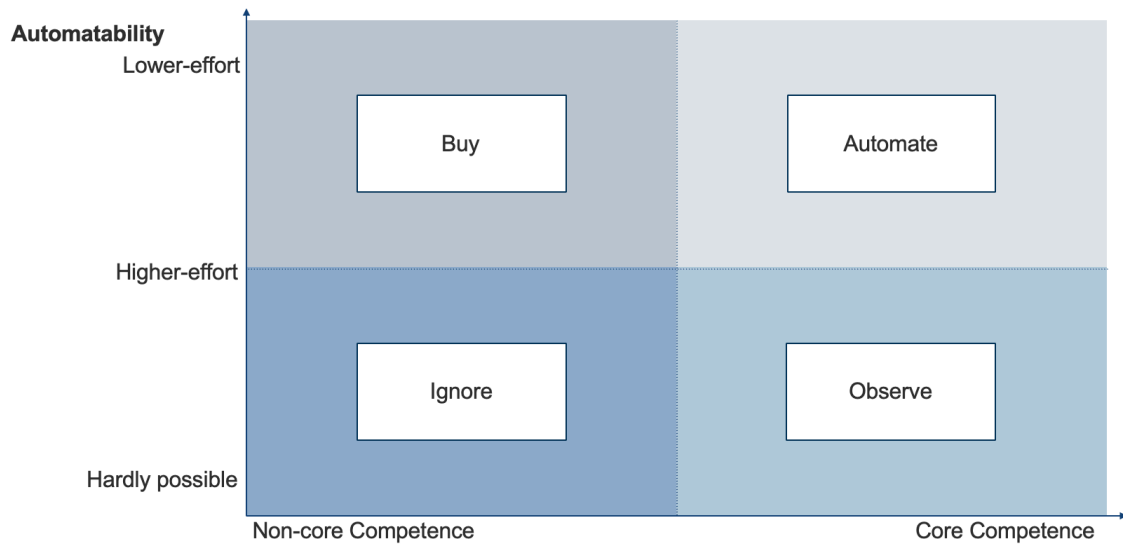 Automatability
Lower-effort
Buy
Automate
Higher-effort
Ignore
Observe
Hardly possible
Non-core Competence
Core Competence